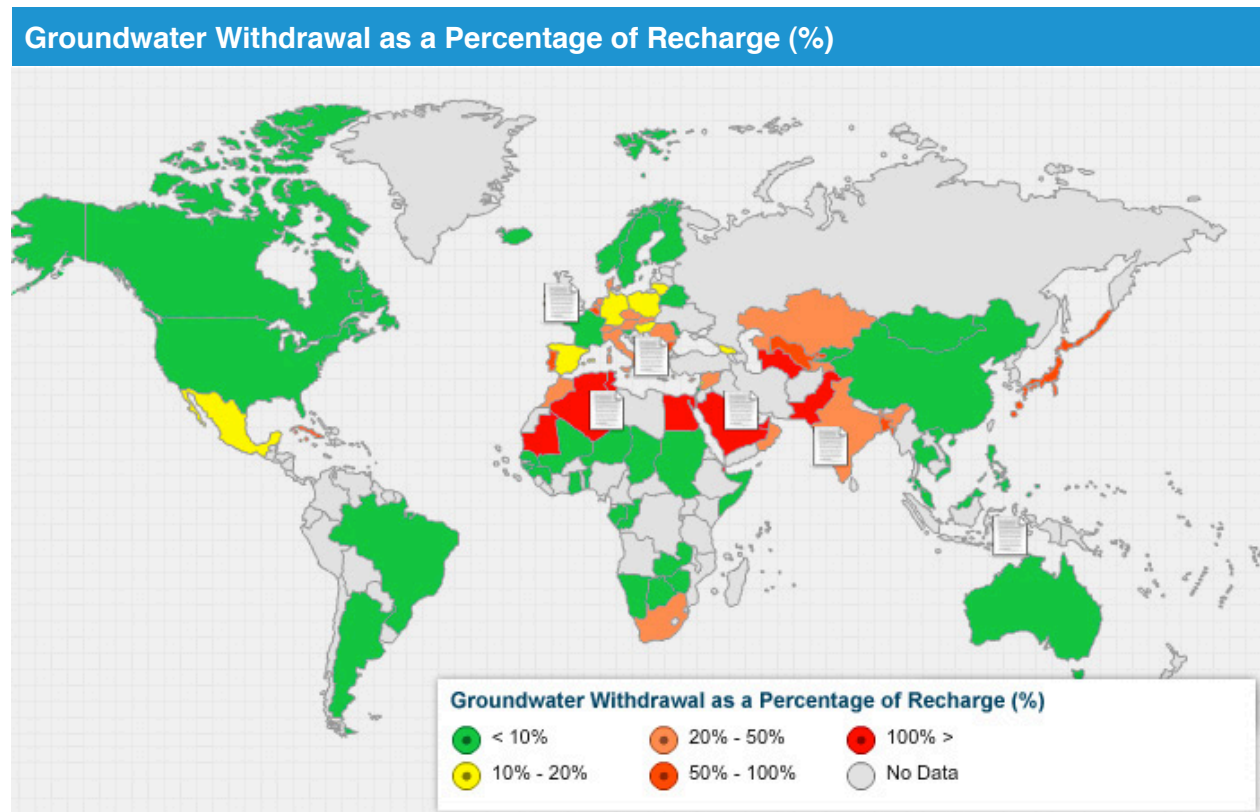 Groundwater Withdrawal as a Percentage of Recharge (%)
Groundwater Withdrawal as a Percentage of Recharge (%)
< 10%
20% - 50%
100% >
10% - 20%
50% - 100%
No Data